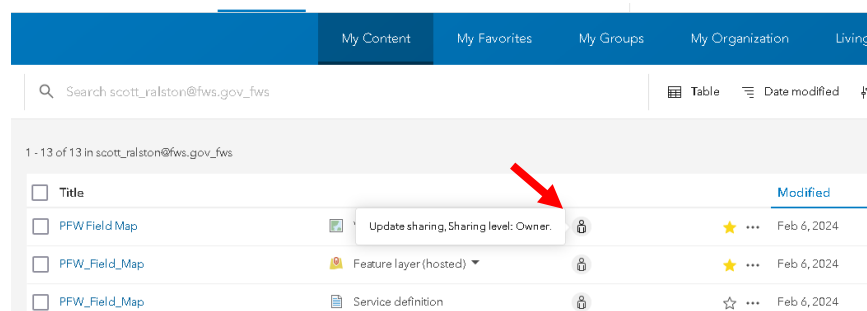 My Content My Favorites My Groups My Organization Living
Search scott_ralston@fws.gov_fws Table Date modified
1 - 13 of 13 in scott_ralston@fws.gov_fws
Title Modified
PFW Field Map Update sharing, Sharing level: Owner. Feb 6, 2024
PFW_Field_Map Feature layer (hosted) Feb 6, 2024
PFW_Field_Map Service definition Feb 6, 2024